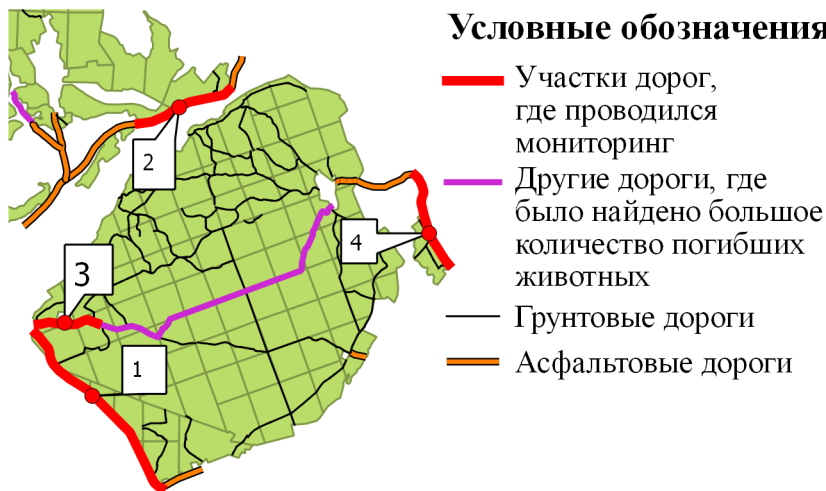 Условные обозначения
Участки дорог,
где проводился
мониторинг
Другие дороги, где
было найдено большое
количество погибших
животных
Грунтовые дороги
Асфальтовые дороги
2
4
3
1